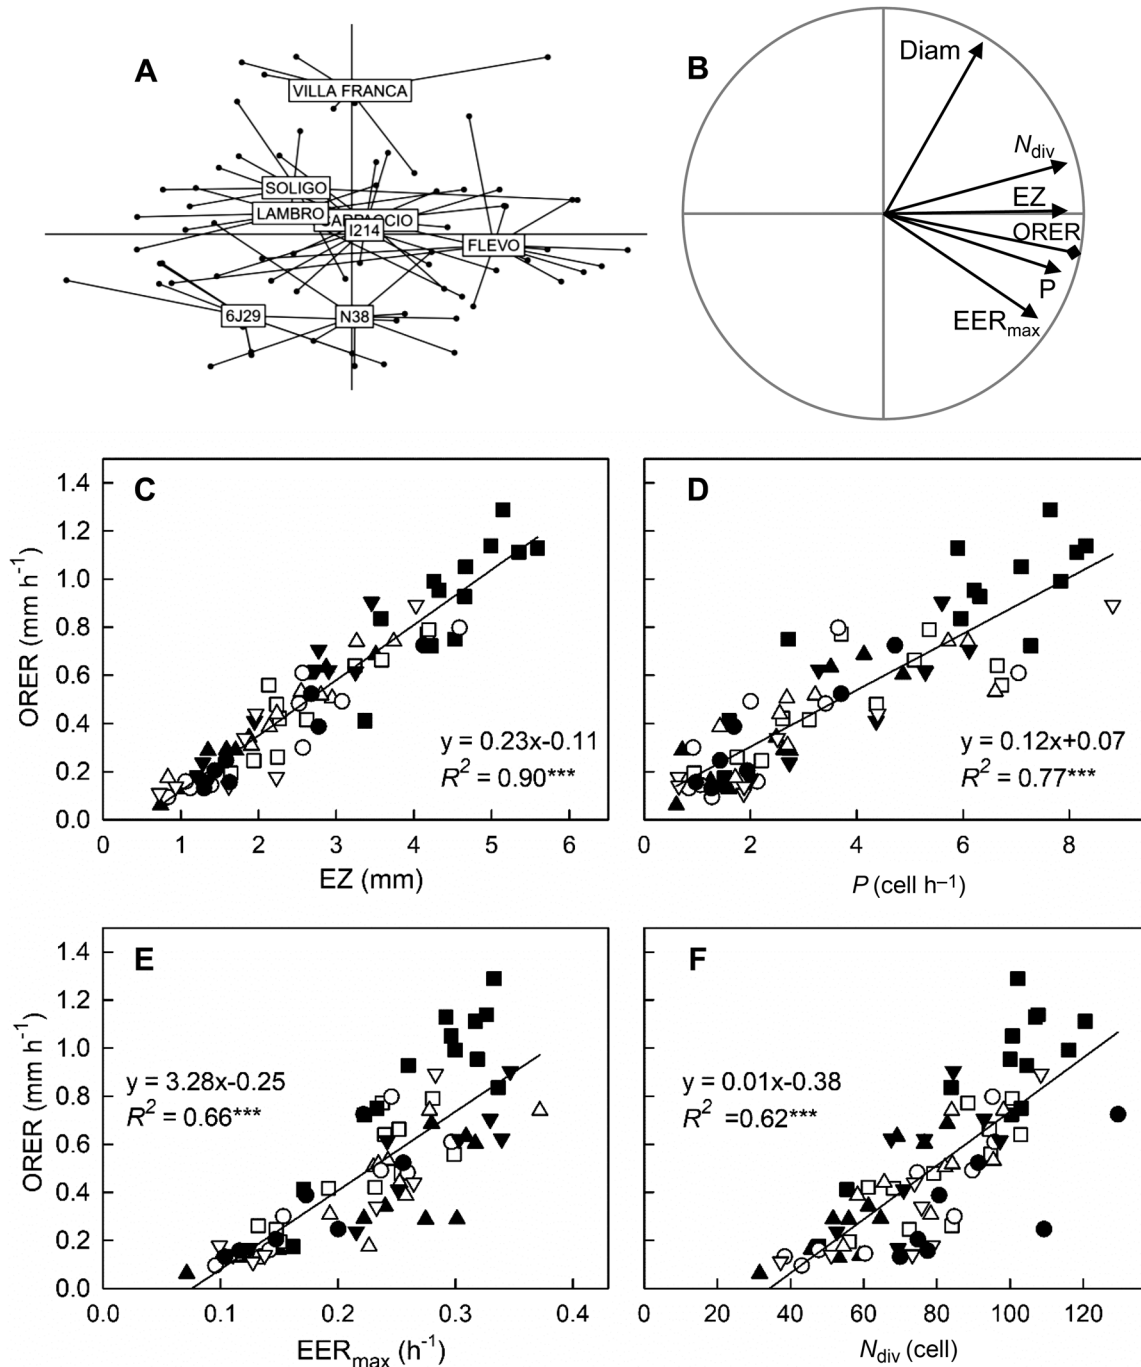 A
VILLA FRANCA
SOLIGO
LAMBRO
CARPACCIO
I214
FLEVO
6J29
N38
B
Diam
N_div
EZ
ORER
P
EER_max
C
1.4
1.2
1.0
0.8
0.6
0.4
0.2
0.0
ORER (mm h⁻¹)
y = 0.23x-0.11
R² = 0.90***
0 1 2 3 4 5 6
EZ (mm)
D
y = 0.12x+0.07
R² = 0.77***
0 2 4 6 8
P (cell h⁻¹)
E
1.4
1.2
1.0
0.8
0.6
0.4
0.2
0.0
ORER (mm h⁻¹)
y = 3.28x-0.25
R² = 0.66***
0.0 0.1 0.2 0.3 0.4
EER_max (h⁻¹)
F
y = 0.01x-0.38
R² =0.62***
0 20 40 60 80 100 120
N_div (cell)